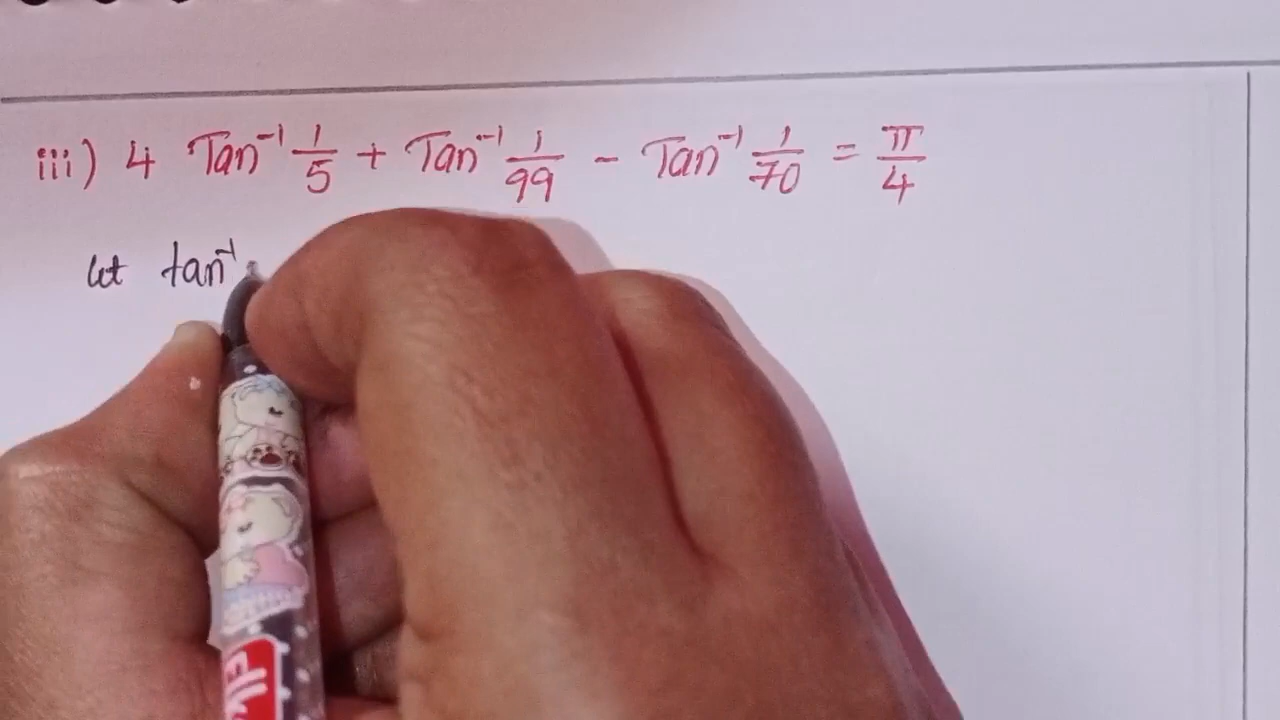 iii) 4 Tan⁻¹ 1/5 + Tan⁻¹ 1/99 - Tan⁻¹ 1/70 = π/4
let tan⁻¹